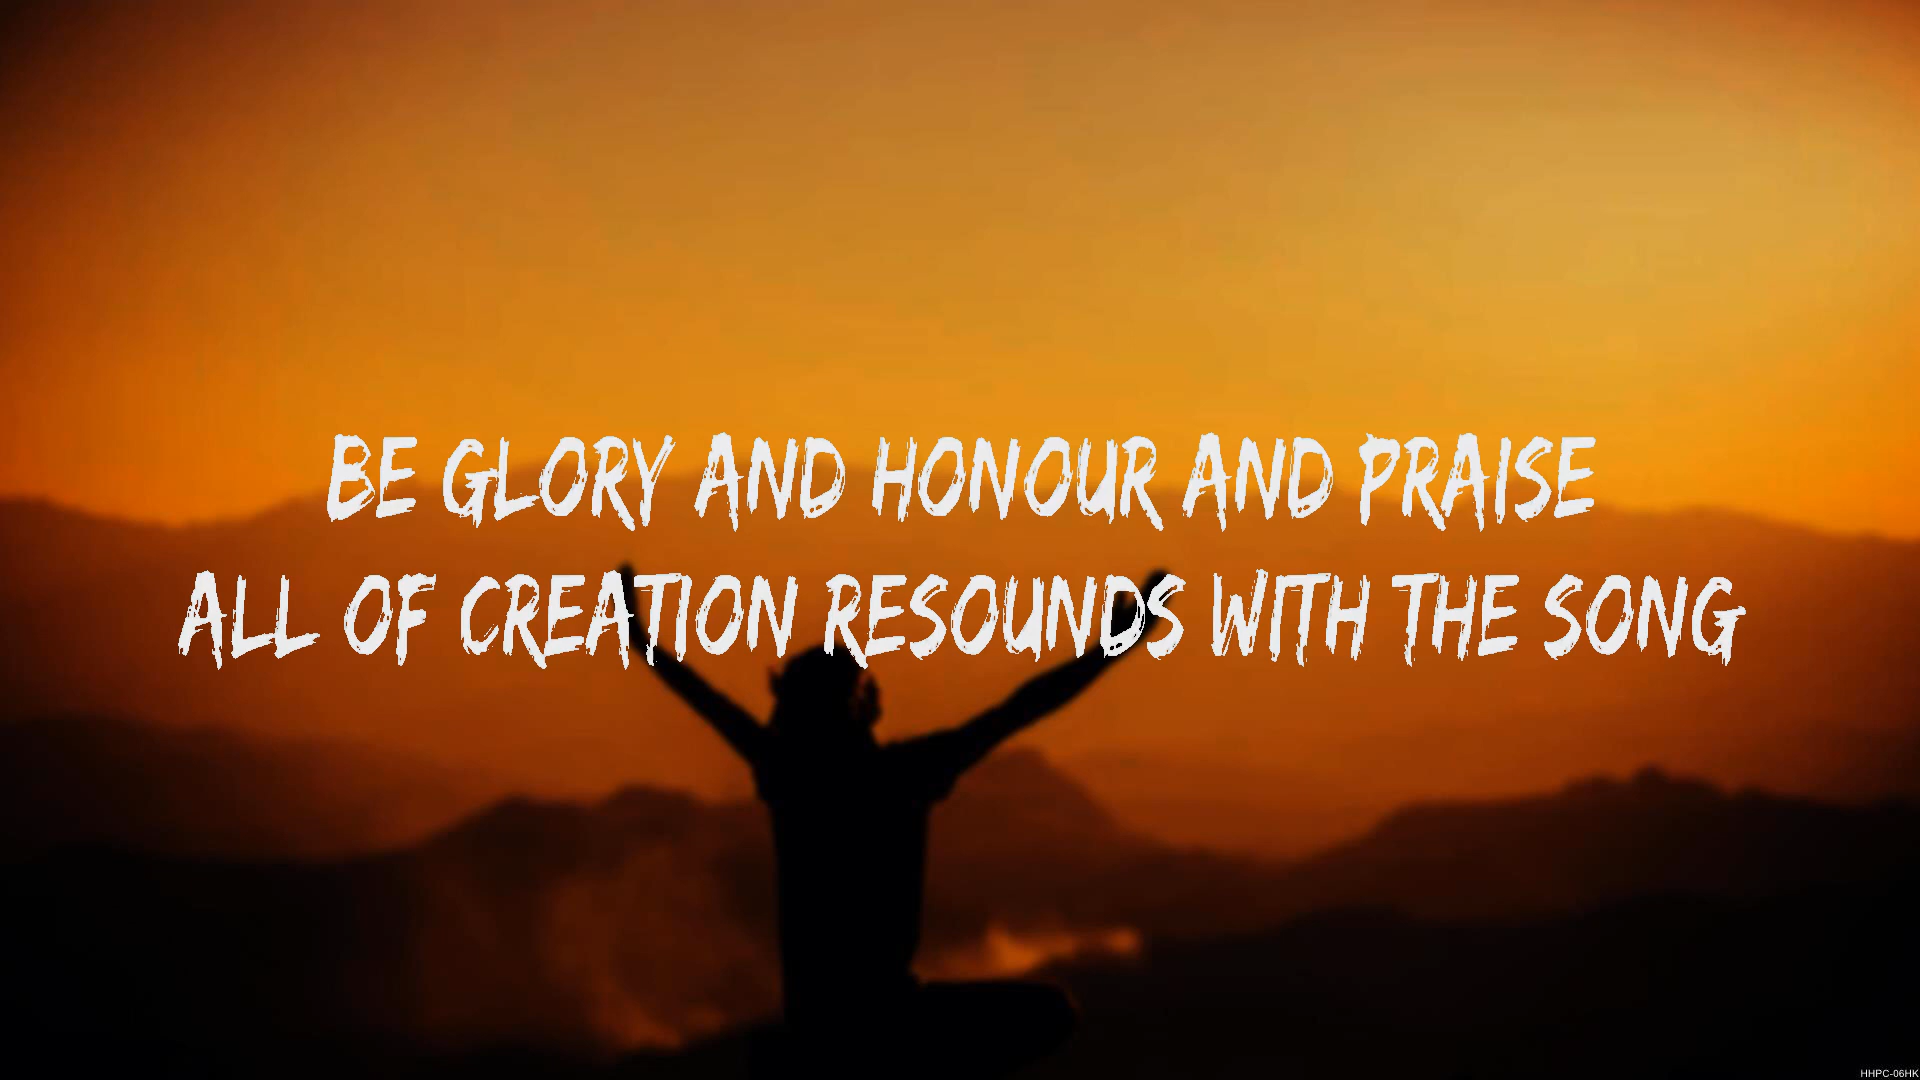 BE GLORY AND HONOUR AND PRAISE
ALL OF CREATION RESOUNDS WITH THE SONG
HHPC-06HK